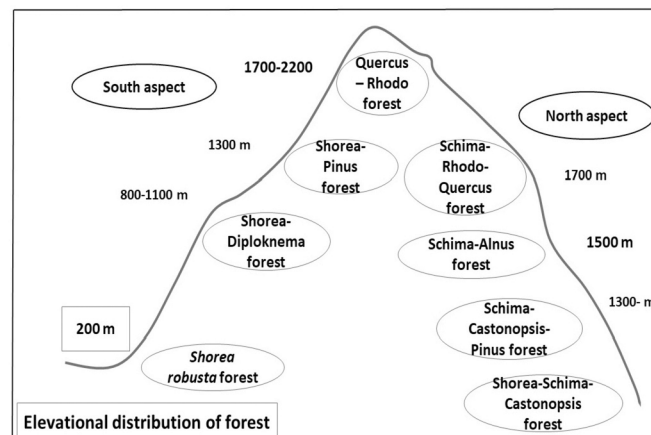 1700-2200
Quercus
– Rhodo
forest
South aspect
North aspect
1300 m
Shorea-
Pinus
forest
Schima-
Rhodo-
Quercus
forest
1700 m
800-1100 m
Shorea-
Diploknema
forest
Schima-Alnus
forest
1500 m
1300- m
200 m
Schima-
Castonopsis-
Pinus forest
Shorea
robusta forest
Shorea-Schima-
Castonopsis
forest
Elevational distribution of forest